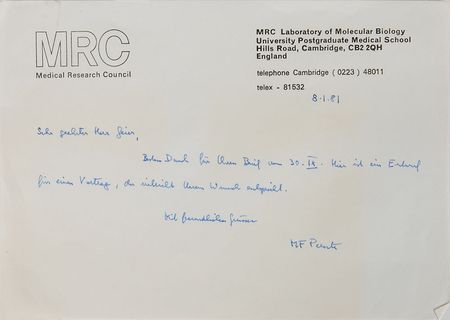 MRC
Medical Research Council
MRC Laboratory of Molecular Biology
University Postgraduate Medical School
Hills Road, Cambridge, CB2 2QH
England
telephone Cambridge ( 0223 ) 48011
telex - 81532
8.1.81
Sehr geehrter Herr
Besten Dank für Ihren Brief vom 30. IX. Hier ist ein Entwurf
für einen Vortrag, der vielleicht Ihrem Wunsch entspricht.
Mit freundlichen Grüssen
MF Perutz